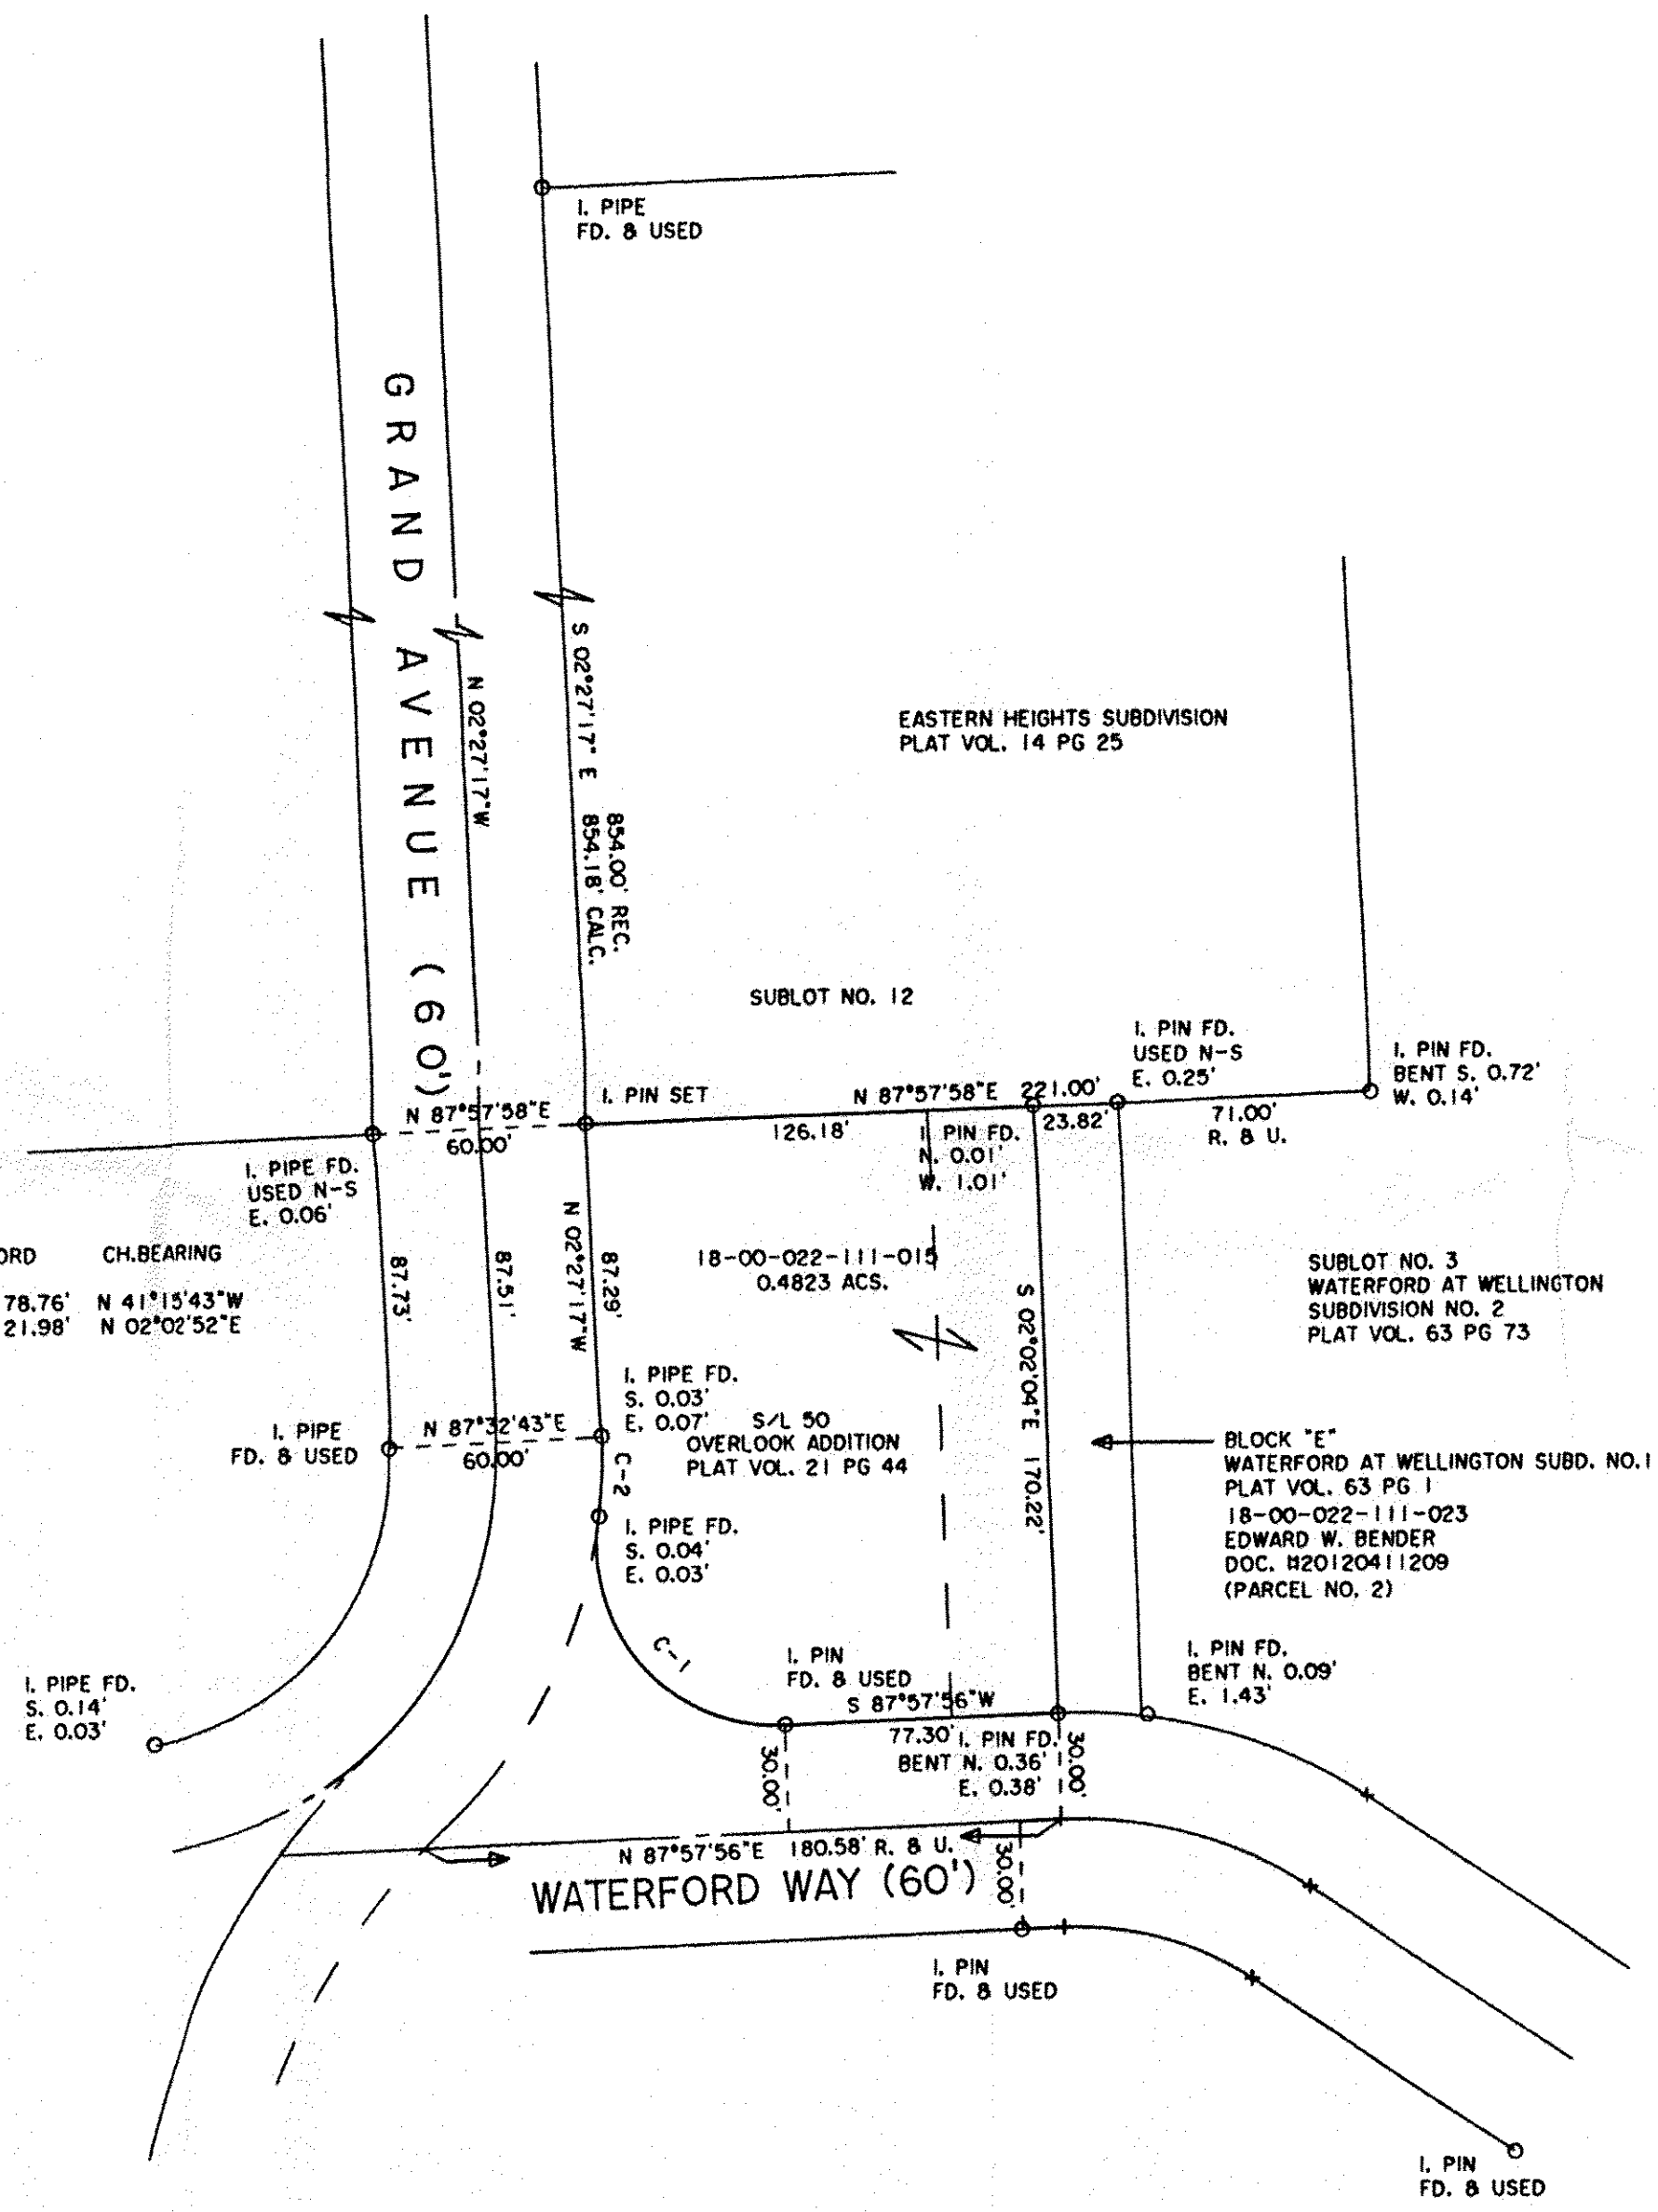 I. PIPE
FD. & USED
GRAND AVENUE (60')
N 02°27'17"W
S 02°27'17" E
854.00' REC.
854.18' CALC.
EASTERN HEIGHTS SUBDIVISION
PLAT VOL. 14 PG 25
SUBLOT NO. 12
I. PIN FD.
USED N-S
E. 0.25'
I. PIN FD.
BENT S. 0.72'
W. 0.14'
I. PIN SET
N 87°57'58"E 221.00'
N 87°57'58"E
60.00'
126.18'
23.82'
71.00'
R. & U.
I. PIN FD.
N. 0.01'
W. 1.01'
I. PIPE FD.
USED N-S
E. 0.06'
ORD CH.BEARING
78.76' N 41°15'43"W
21.98' N 02°02'52"E
87.73'
87.51'
N 02°27'17"W
87.29'
18-00-022-111-015
0.4823 ACS.
S 02°02'04"E 170.22'
SUBLOT NO. 3
WATERFORD AT WELLINGTON
SUBDIVISION NO. 2
PLAT VOL. 63 PG 73
I. PIPE FD.
S. 0.03'
E. 0.07'
S/L 50
OVERLOOK ADDITION
PLAT VOL. 21 PG 44
I. PIPE
FD. & USED
N 87°32'43"E
60.00'
C-2
BLOCK "E"
WATERFORD AT WELLINGTON SUBD. NO.1
PLAT VOL. 63 PG 1
18-00-022-111-023
EDWARD W. BENDER
DOC. #20120411209
(PARCEL NO. 2)
I. PIPE FD.
S. 0.04'
E. 0.03'
C-1
I. PIN
FD. & USED
S 87°57'56"W
77.30'
I. PIN FD.
BENT N. 0.09'
E. 1.43'
I. PIPE FD.
S. 0.14'
E. 0.03'
I. PIN FD.
BENT N. 0.36'
E. 0.38'
30.00'
30.00'
N 87°57'56"E 180.58' R. & U.
WATERFORD WAY (60')
30.00'
I. PIN
FD. & USED
I. PIN
FD. & USED